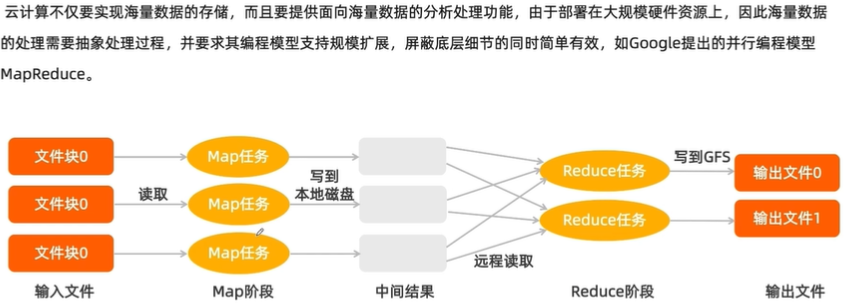 云计算不仅要实现海量数据的存储，而且要提供面向海量数据的分析处理功能，由于部署在大规模硬件资源上，因此海量数据
的处理需要抽象处理过程，并要求其编程模型支持规模扩展，屏蔽底层细节的同时简单有效，如Google提出的并行编程模型
MapReduce。
文件块0
Map任务
Reduce任务
写到GFS
输出文件0
写到
本地磁盘
读取
文件块0
Map任务
Reduce任务
输出文件1
文件块0
Map任务
远程读取
输入文件
Map阶段
中间结果
Reduce阶段
输出文件